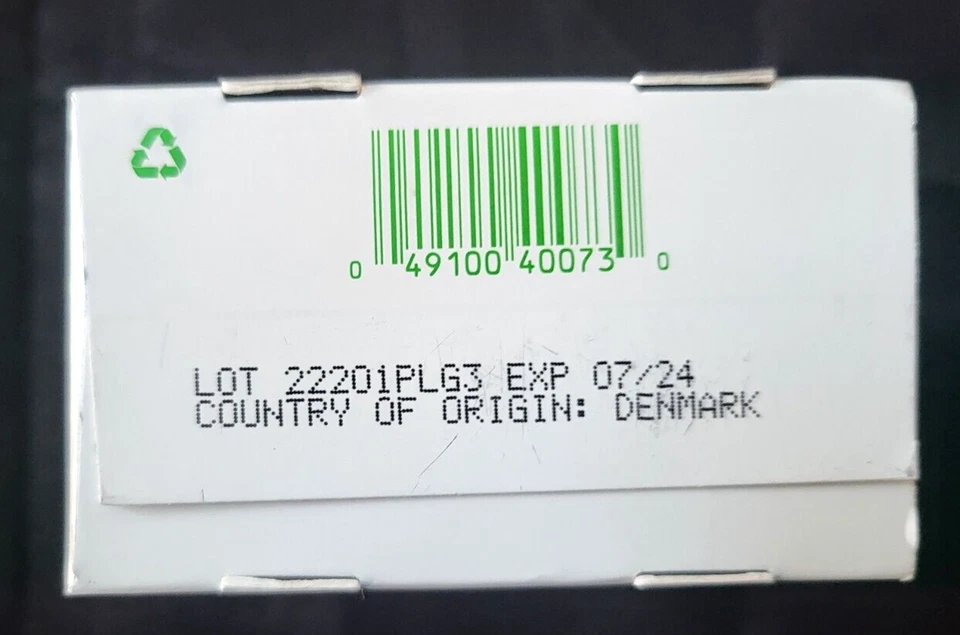 0 49100 40073 0
LOT 22201PLG3 EXP 07/24
COUNTRY OF ORIGIN: DENMARK